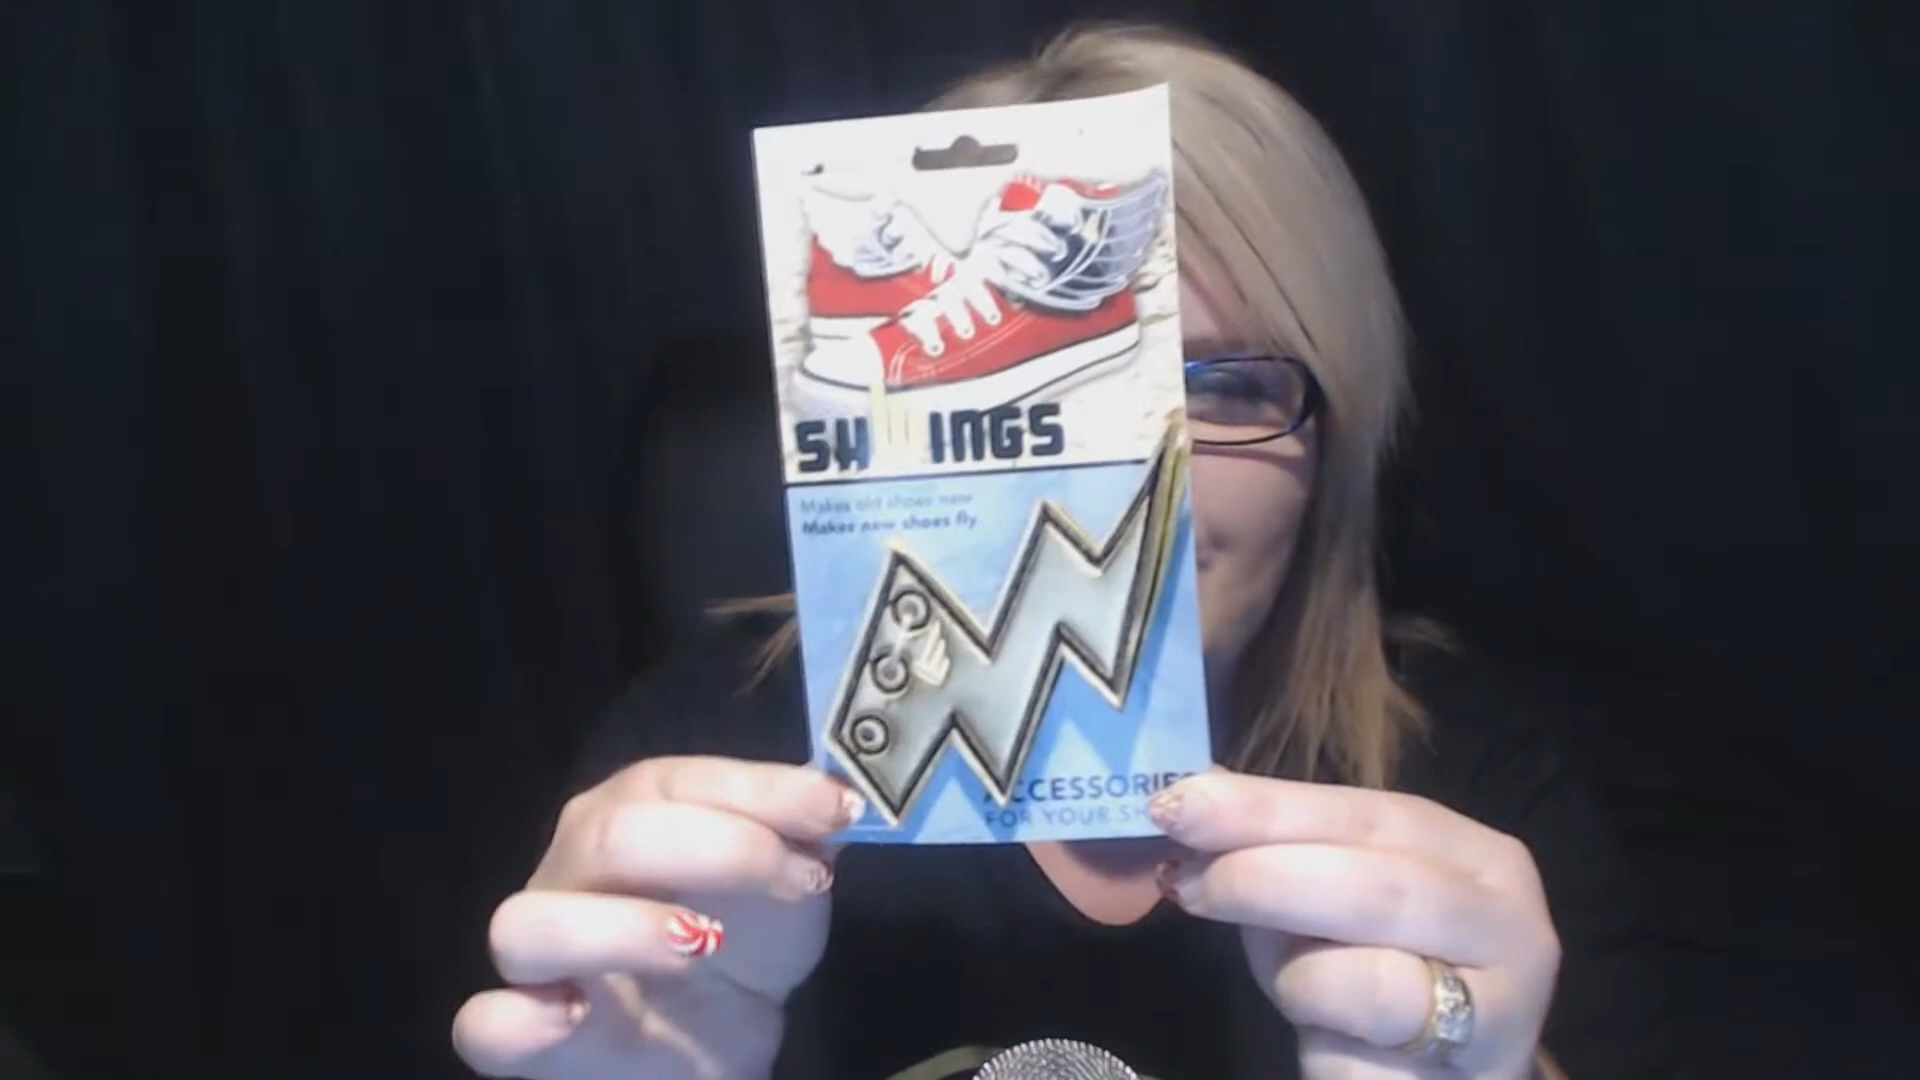 SHWINGS
Makes old shoes new
Makes new shoes fly
ACCESSORIES
FOR YOUR SH